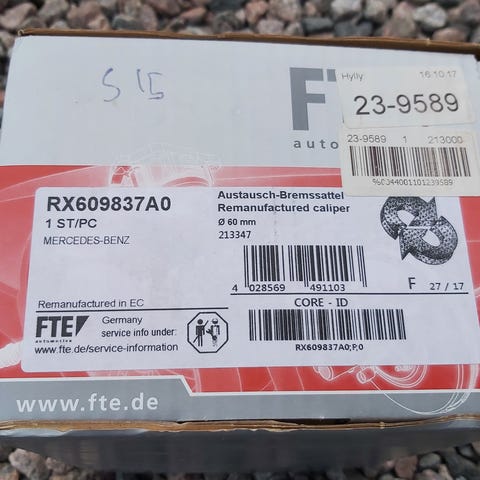 S 15
FT
auto
Hylly 16.10.17
23-9589
23-9589 1 213000
RX609837A0
1 ST/PC
MERCEDES-BENZ
Austausch-Bremssattel
Remanufactured caliper
Ø 60 mm
213347
4 028569 491103
F 27 / 17
CORE - ID
RX609837A0;P;0
Remanufactured in EC
FTE
automotive
Germany
service info under:
www.fte.de/service-information
www.fte.de